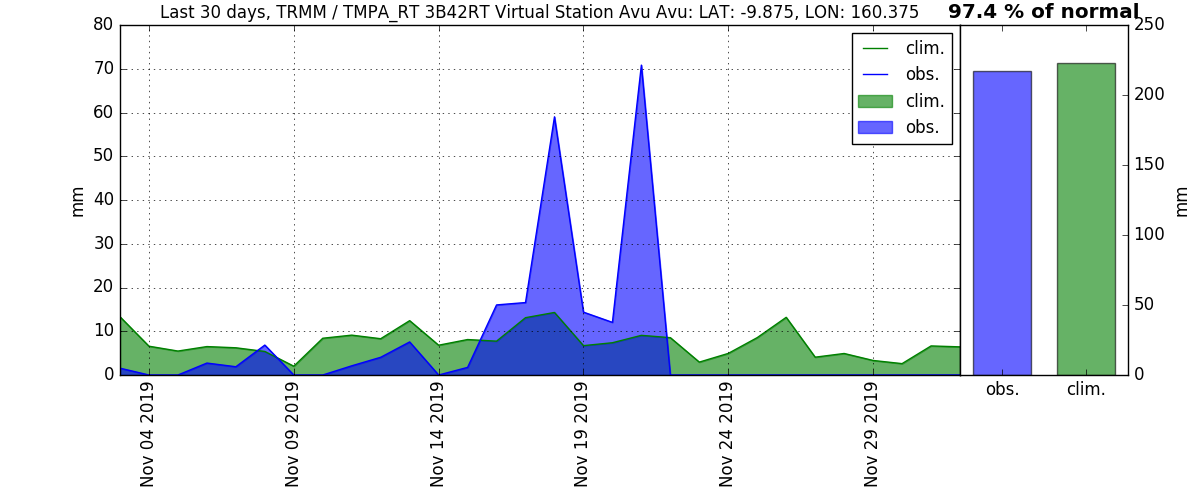 Last 30 days, TRMM / TMPA_RT 3B42RT Virtual Station Avu Avu: LAT: -9.875, LON: 160.375
97.4 % of normal
80
70
60
50
40
30
20
10
0
mm
clim.
obs.
clim.
obs.
Nov 04 2019
Nov 09 2019
Nov 14 2019
Nov 19 2019
Nov 24 2019
Nov 29 2019
250
200
150
100
50
0
mm
obs.
clim.